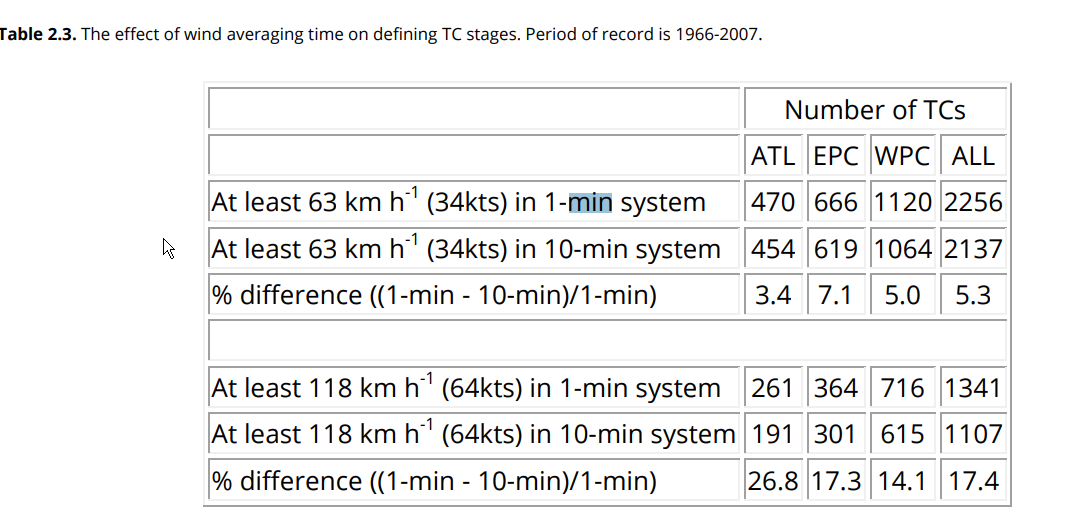 Table 2.3. The effect of wind averaging time on defining TC stages. Period of record is 1966-2007.
Number of TCs
ATL EPC WPC ALL
At least 63 km h⁻¹ (34kts) in 1-min system 470 666 1120 2256
At least 63 km h⁻¹ (34kts) in 10-min system 454 619 1064 2137
% difference ((1-min - 10-min)/1-min) 3.4 7.1 5.0 5.3
At least 118 km h⁻¹ (64kts) in 1-min system 261 364 716 1341
At least 118 km h⁻¹ (64kts) in 10-min system 191 301 615 1107
% difference ((1-min - 10-min)/1-min) 26.8 17.3 14.1 17.4